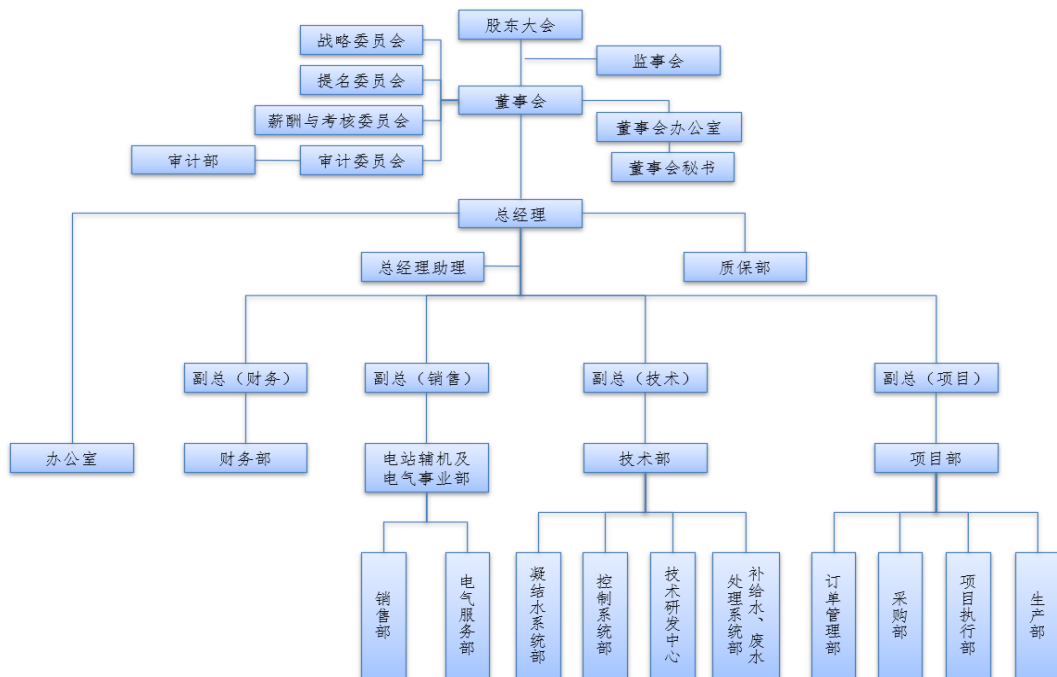 股东大会
战略委员会
监事会
提名委员会
董事会
薪酬与考核委员会
董事会办公室
审计部
审计委员会
董事会秘书
总经理
总经理助理
质保部
副总（财务）
副总（销售）
副总（技术）
副总（项目）
办公室
财务部
电站辅机及
电气事业部
技术部
项目部
销售部
电气服务部
凝结水系统部
控制系统部
技术研发中心
补给水、废水
处理系统部
订单管理部
采购部
项目执行部
生产部